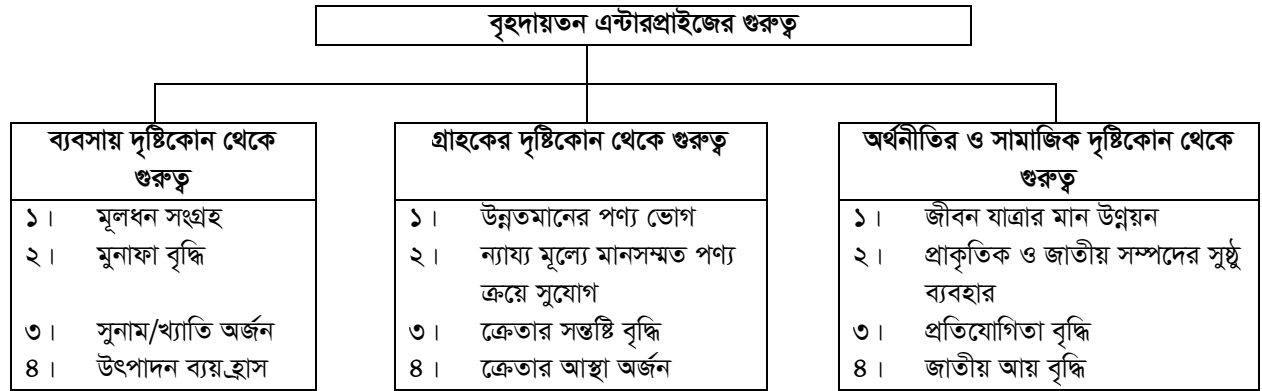 বৃহদায়তন এন্টারপ্রাইজের গুরুত্ব
ব্যবসায় দৃষ্টিকোন থেকে
গুরুত্ব
১। মূলধন সংগ্রহ
২। মুনাফা বৃদ্ধি
৩। সুনাম/খ্যাতি অর্জন
৪। উৎপাদন ব্যয় হ্রাস
গ্রাহকের দৃষ্টিকোন থেকে গুরুত্ব
১। উন্নতমানের পণ্য ভোগ
২। ন্যায্য মূল্যে মানসম্মত পণ্য
ক্রয়ে সুযোগ
৩। ক্রেতার সন্তষ্টি বৃদ্ধি
৪। ক্রেতার আস্থা অর্জন
অর্থনীতির ও সামাজিক দৃষ্টিকোন থেকে
গুরুত্ব
১। জীবন যাত্রার মান উণ্ণয়ন
২। প্রাকৃতিক ও জাতীয় সম্পদের সুষ্ঠু
ব্যবহার
৩। প্রতিযোগিতা বৃদ্ধি
৪। জাতীয় আয় বৃদ্ধি